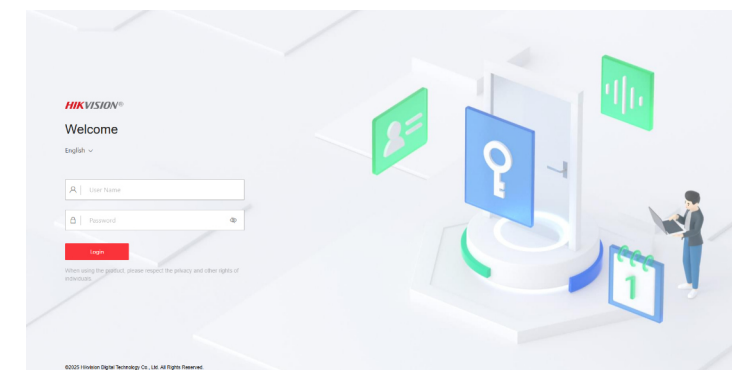 HIKVISION®
Welcome
English
User Name
Password
Login
When using the product, please respect the privacy and other rights of
individuals.
1
©2025 Hikvision Digital Technology Co., Ltd. All Rights Reserved.